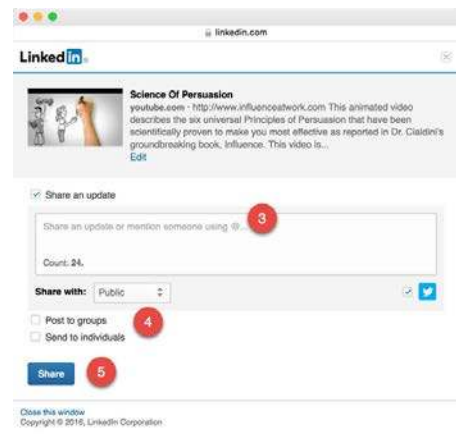 linkedin.com
Linked in
Science Of Persuasion
youtube.com - http://www.influenceatwork.com This animated video
describes the six universal Principles of Persuasion that have been
scientifically proven to make you most effective as reported in Dr. Cialdini's
groundbreaking book, Influence. This video is...
Edit
Share an update
Share an update or mention someone using @...
3
Count: 24.
Share with: Public
Post to groups
4
Send to individuals
Share
5
Close this window
Copyright © 2016, LinkedIn Corporation